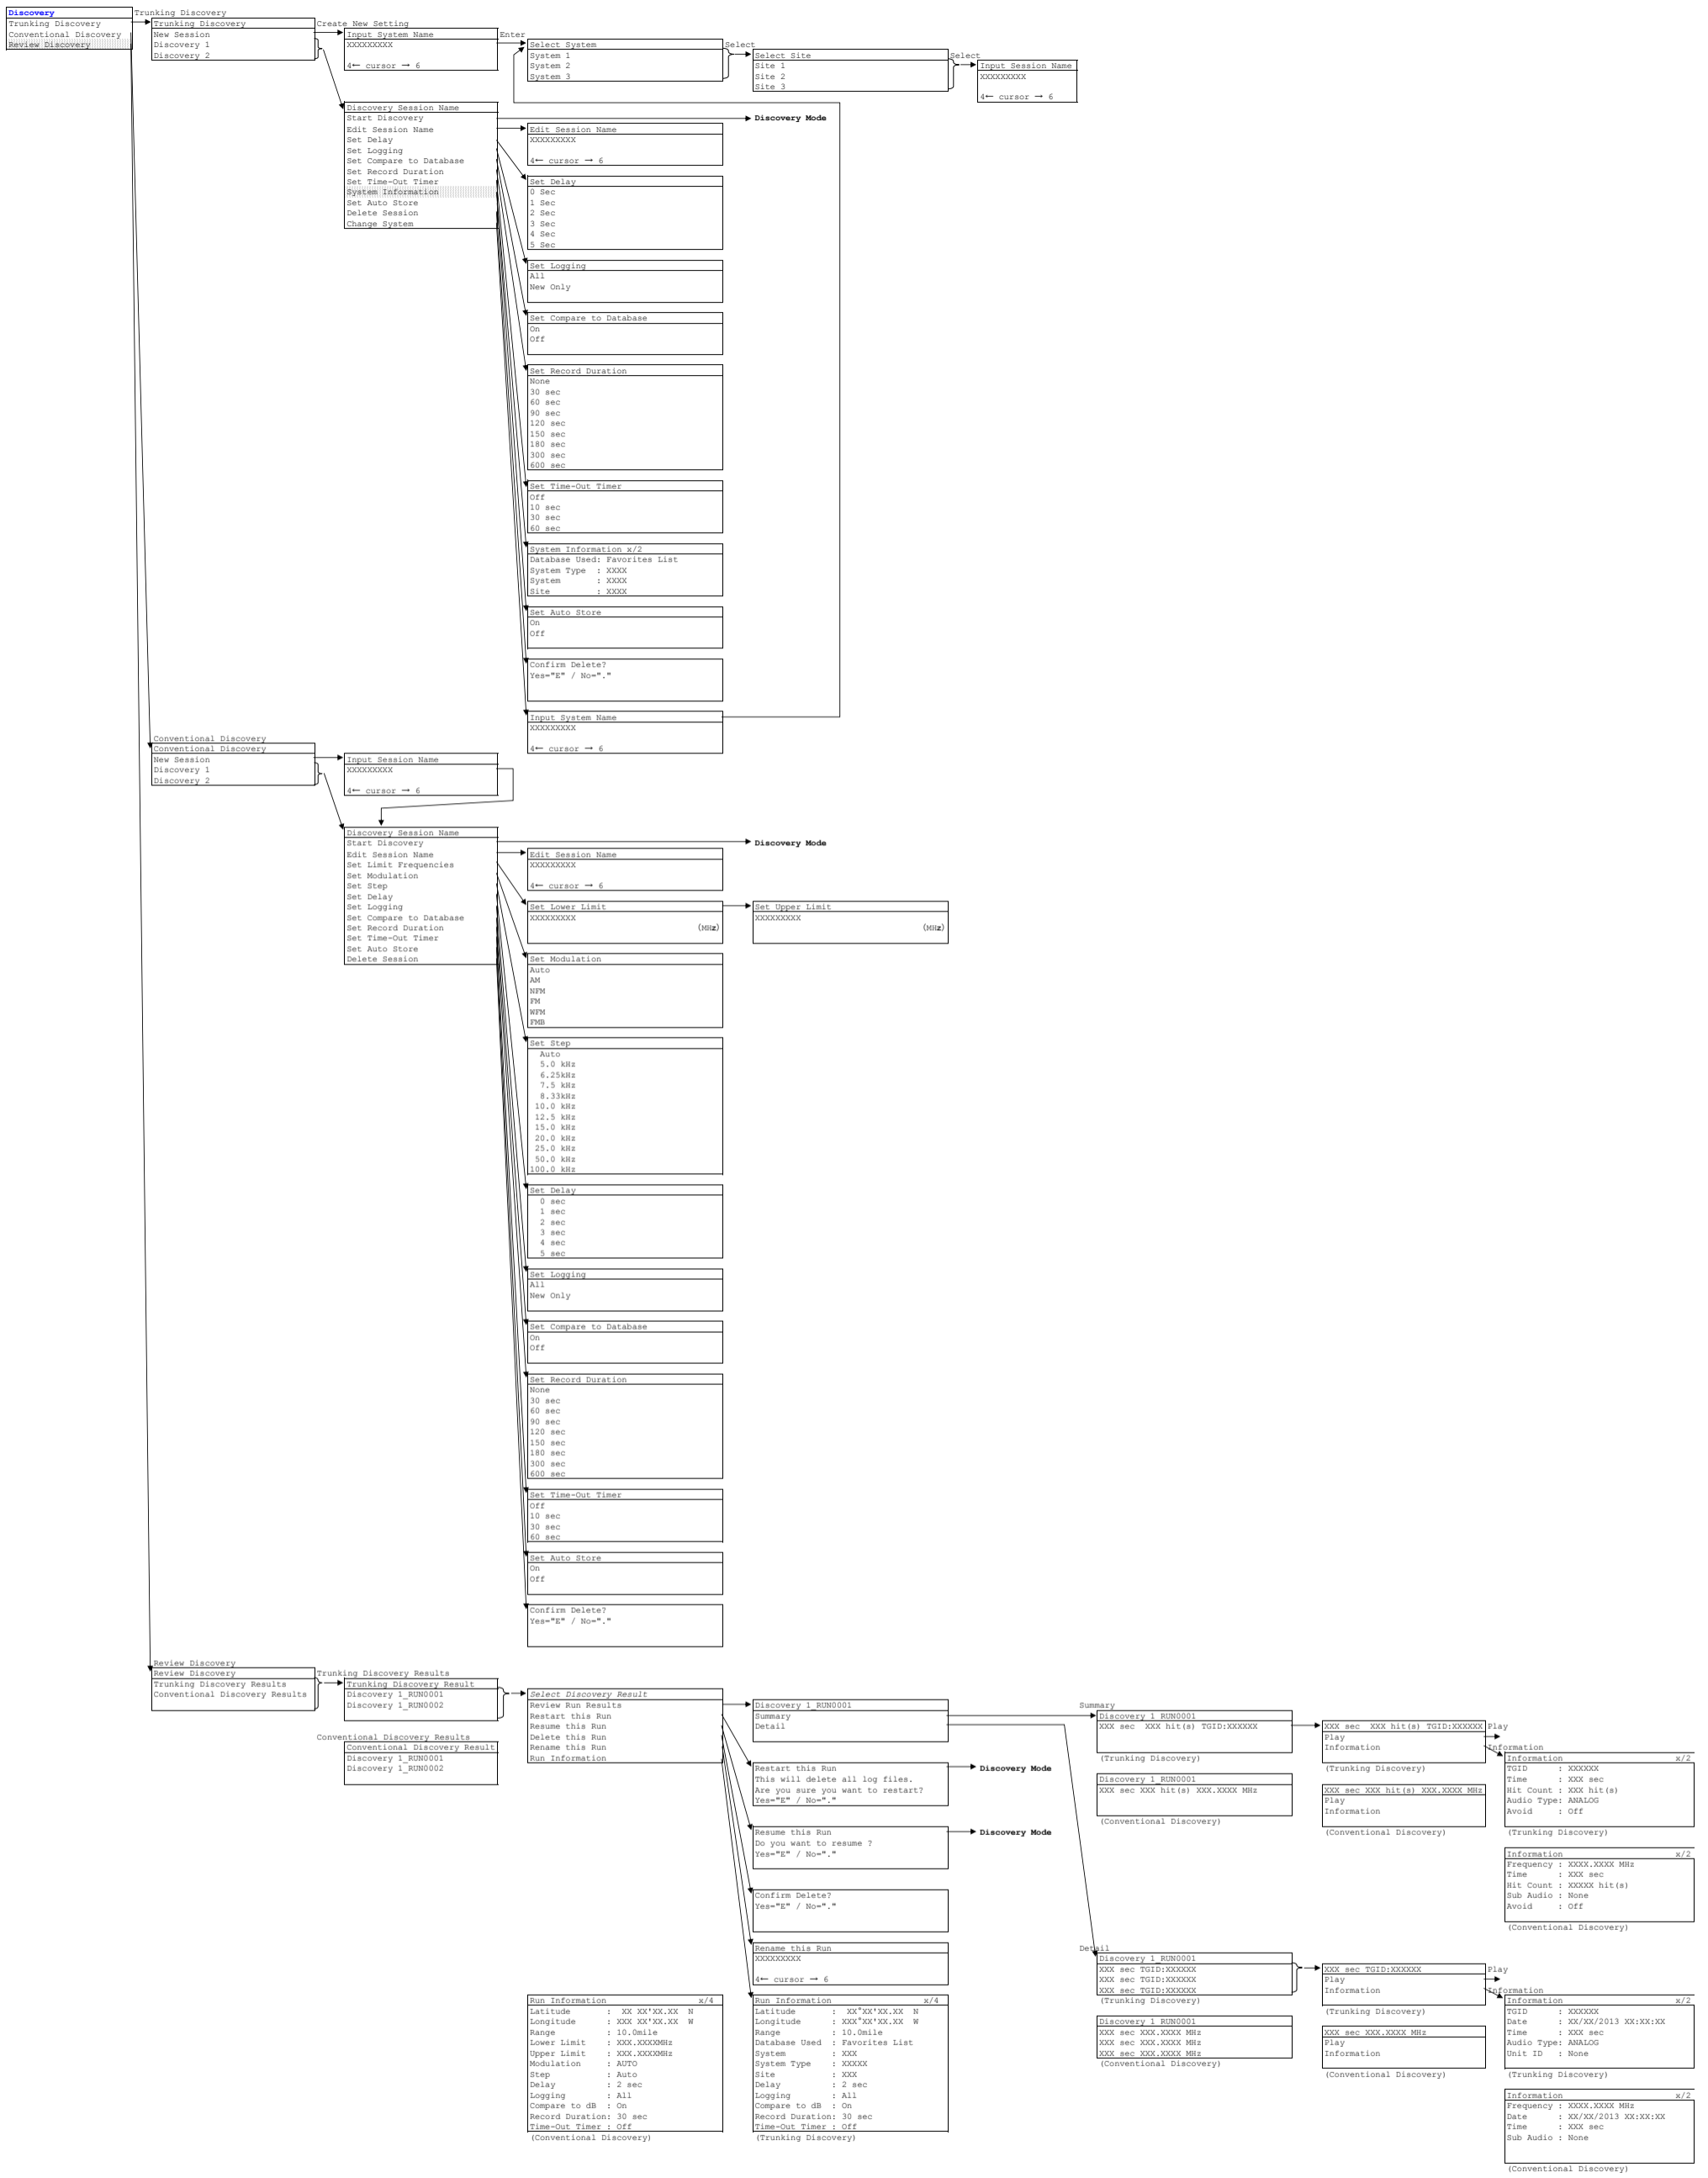 Discovery
Trunking Discovery
Conventional Discovery
Review Discovery
Trunking Discovery
Trunking Discovery
New Session
Discovery 1
Discovery 2
Create New Setting
Input System Name
XXXXXXXXX
4← cursor → 6
Enter
Select System
System 1
System 2
System 3
Select
Select Site
Site 1
Site 2
Site 3
Select
Input Session Name
XXXXXXXXX
4← cursor → 6
Discovery Session Name
Start Discovery
Edit Session Name
Set Delay
Set Logging
Set Compare to Database
Set Record Duration
Set Time-Out Timer
System Information
Set Auto Store
Delete Session
Change System
Discovery Mode
Edit Session Name
XXXXXXXXX
4← cursor → 6
Set Delay
0 Sec
1 Sec
2 Sec
3 Sec
4 Sec
5 Sec
Set Logging
All
New Only
Set Compare to Database
On
Off
Set Record Duration
None
30 sec
60 sec
90 sec
120 sec
150 sec
180 sec
300 sec
600 sec
Set Time-Out Timer
Off
10 sec
30 sec
60 sec
System Information x/2
Database Used: Favorites List
System Type : XXXX
System : XXXX
Site : XXXX
Set Auto Store
On
Off
Confirm Delete?
Yes="E" / No="."
Input System Name
XXXXXXXXX
4← cursor → 6
Conventional Discovery
Conventional Discovery
New Session
Discovery 1
Discovery 2
Input Session Name
XXXXXXXXX
4← cursor → 6
Discovery Session Name
Start Discovery
Edit Session Name
Set Limit Frequencies
Set Modulation
Set Step
Set Delay
Set Logging
Set Compare to Database
Set Record Duration
Set Time-Out Timer
Set Auto Store
Delete Session
Discovery Mode
Edit Session Name
XXXXXXXXX
4← cursor → 6
Set Lower Limit
XXXXXXXXX
(MHz)
Set Upper Limit
XXXXXXXXX
(MHz)
Set Modulation
Auto
AM
NFM
FM
WFM
FMB
Set Step
Auto
5.0 kHz
6.25kHz
7.5 kHz
8.33kHz
10.0 kHz
12.5 kHz
15.0 kHz
20.0 kHz
25.0 kHz
50.0 kHz
100.0 kHz
Set Delay
0 sec
1 sec
2 sec
3 sec
4 sec
5 sec
Set Logging
All
New Only
Set Compare to Database
On
Off
Set Record Duration
None
30 sec
60 sec
90 sec
120 sec
150 sec
180 sec
300 sec
600 sec
Set Time-Out Timer
Off
10 sec
30 sec
60 sec
Set Auto Store
On
Off
Confirm Delete?
Yes="E" / No="."
Review Discovery
Review Discovery
Trunking Discovery Results
Conventional Discovery Results
Trunking Discovery Results
Trunking Discovery Result
Discovery 1_RUN0001
Discovery 1_RUN0002
Conventional Discovery Results
Conventional Discovery Result
Discovery 1_RUN0001
Discovery 1_RUN0002
Select Discovery Result
Review Run Results
Restart this Run
Resume this Run
Delete this Run
Rename this Run
Run Information
Discovery 1_RUN0001
Summary
Detail
Restart this Run
This will delete all log files.
Are you sure you want to restart?
Yes="E" / No="."
Discovery Mode
Resume this Run
Do you want to resume ?
Yes="E" / No="."
Discovery Mode
Confirm Delete?
Yes="E" / No="."
Rename this Run
XXXXXXXXX
4← cursor → 6
Run Information x/4
Latitude : XX XX'XX.XX N
Longitude : XXX XX'XX.XX W
Range : 10.0mile
Lower Limit : XXX.XXXXMHz
Upper Limit : XXX.XXXXMHz
Modulation : AUTO
Step : Auto
Delay : 2 sec
Logging : All
Compare to dB : On
Record Duration: 30 sec
Time-Out Timer : Off
(Conventional Discovery)
Run Information x/4
Latitude : XX°XX'XX.XX N
Longitude : XXX°XX'XX.XX W
Range : 10.0mile
Database Used : Favorites List
System : XXX
System Type : XXXXX
Site : XXX
Delay : 2 sec
Logging : All
Compare to dB : On
Record Duration: 30 sec
Time-Out Timer : Off
(Trunking Discovery)
Summary
Discovery 1_RUN0001
XXX sec XXX hit(s) TGID:XXXXXX
(Trunking Discovery)
Discovery 1_RUN0001
XXX sec XXX hit(s) XXX.XXXX MHz
(Conventional Discovery)
XXX sec XXX hit(s) TGID:XXXXXX
Play
Information
(Trunking Discovery)
XXX sec XXX hit(s) XXX.XXXX MHz
Play
Information
(Conventional Discovery)
Play
Information
Information x/2
TGID : XXXXXX
Time : XXX sec
Hit Count : XXX hit(s)
Audio Type: ANALOG
Avoid : Off
(Trunking Discovery)
Information x/2
Frequency : XXXX.XXXX MHz
Time : XXX sec
Hit Count : XXXXX hit(s)
Sub Audio : None
Avoid : Off
(Conventional Discovery)
Detail
Discovery 1_RUN0001
XXX sec TGID:XXXXXX
XXX sec TGID:XXXXXX
XXX sec TGID:XXXXXX
(Trunking Discovery)
Discovery 1_RUN0001
XXX sec XXX.XXXX MHz
XXX sec XXX.XXXX MHz
XXX sec XXX.XXXX MHz
(Conventional Discovery)
XXX sec TGID:XXXXXX
Play
Information
(Trunking Discovery)
XXX sec XXX.XXXX MHz
Play
Information
(Conventional Discovery)
Play
Information
Information x/2
TGID : XXXXXX
Date : XX/XX/2013 XX:XX:XX
Time : XXX sec
Audio Type: ANALOG
Unit ID : None
(Trunking Discovery)
Information x/2
Frequency : XXXX.XXXX MHz
Date : XX/XX/2013 XX:XX:XX
Time : XXX sec
Sub Audio : None
(Conventional Discovery)